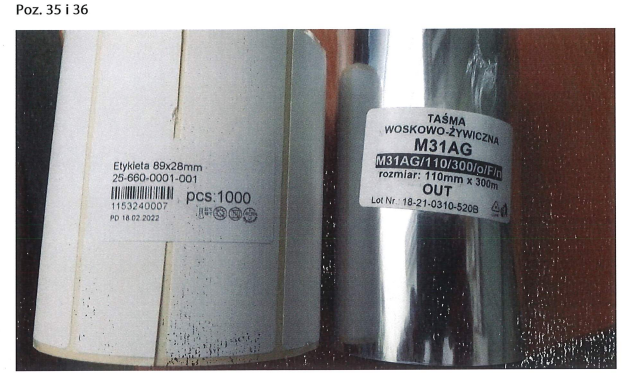 Poz. 35 i 36
Etykieta 89x28mm
25-660-0001-001
pcs:1000
1153240007
PD 18.02.2022
TAŚMA
WOSKOWO-ŻYWICZNA
M31AG
M31AG/110/300/o/F/n
rozmiar: 110mm x 300m
OUT
Lot Nr.: 18-21-0310-520B